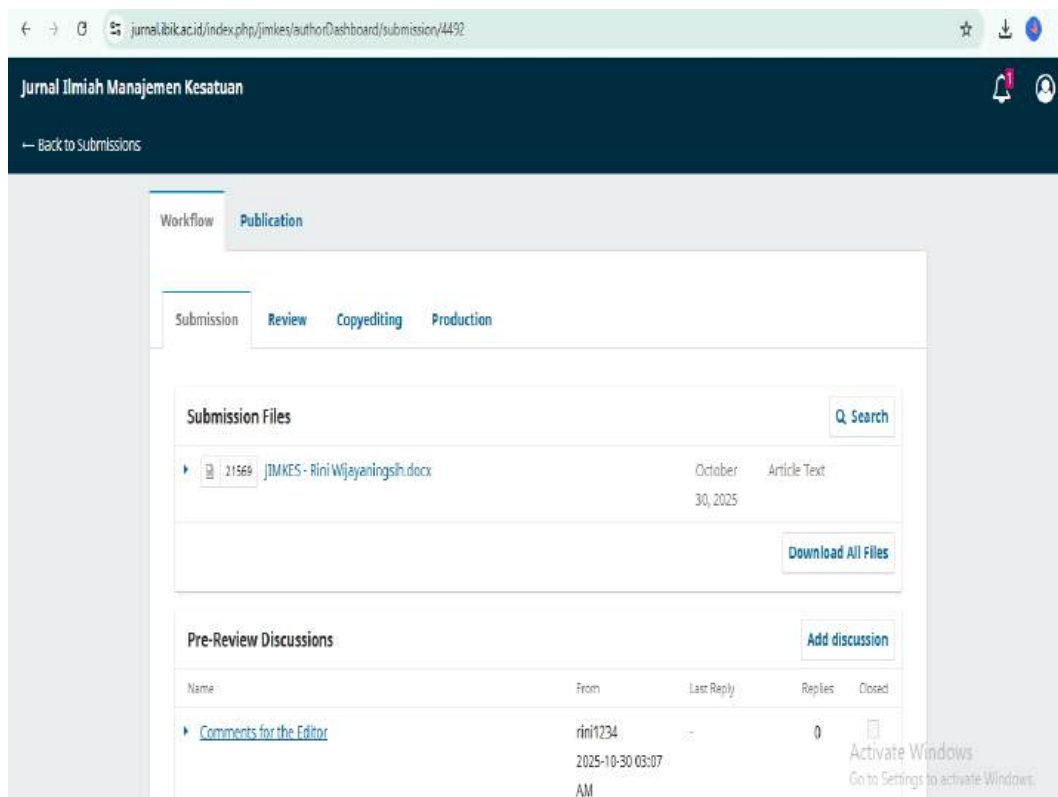 jurnal.ibik.ac.id/index.php/jimkes/authorDashboard/submission/4492
Jurnal Ilmiah Manajemen Kesatuan
1
← Back to Submissions
Workflow Publication
Submission Review Copyediting Production
Submission Files Search
21569 JIMKES - Rini Wijayaningsih.docx October 30, 2025 Article Text
Download All Files
Pre-Review Discussions Add discussion
Name From Last Reply Replies Closed
Comments for the Editor rini1234 - 0
2025-10-30 03:07
AM
Activate Windows
Go to Settings to activate Windows.